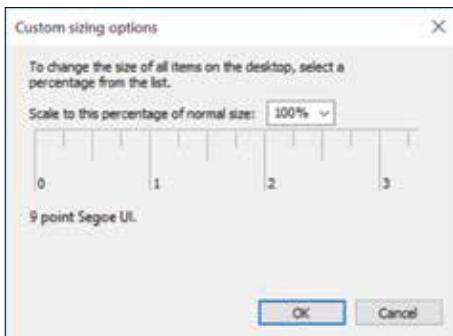 Custom sizing options
To change the size of all items on the desktop, select a
percentage from the list.
Scale to this percentage of normal size: 100%
0 1 2 3
9 point Segoe UI.
OK Cancel